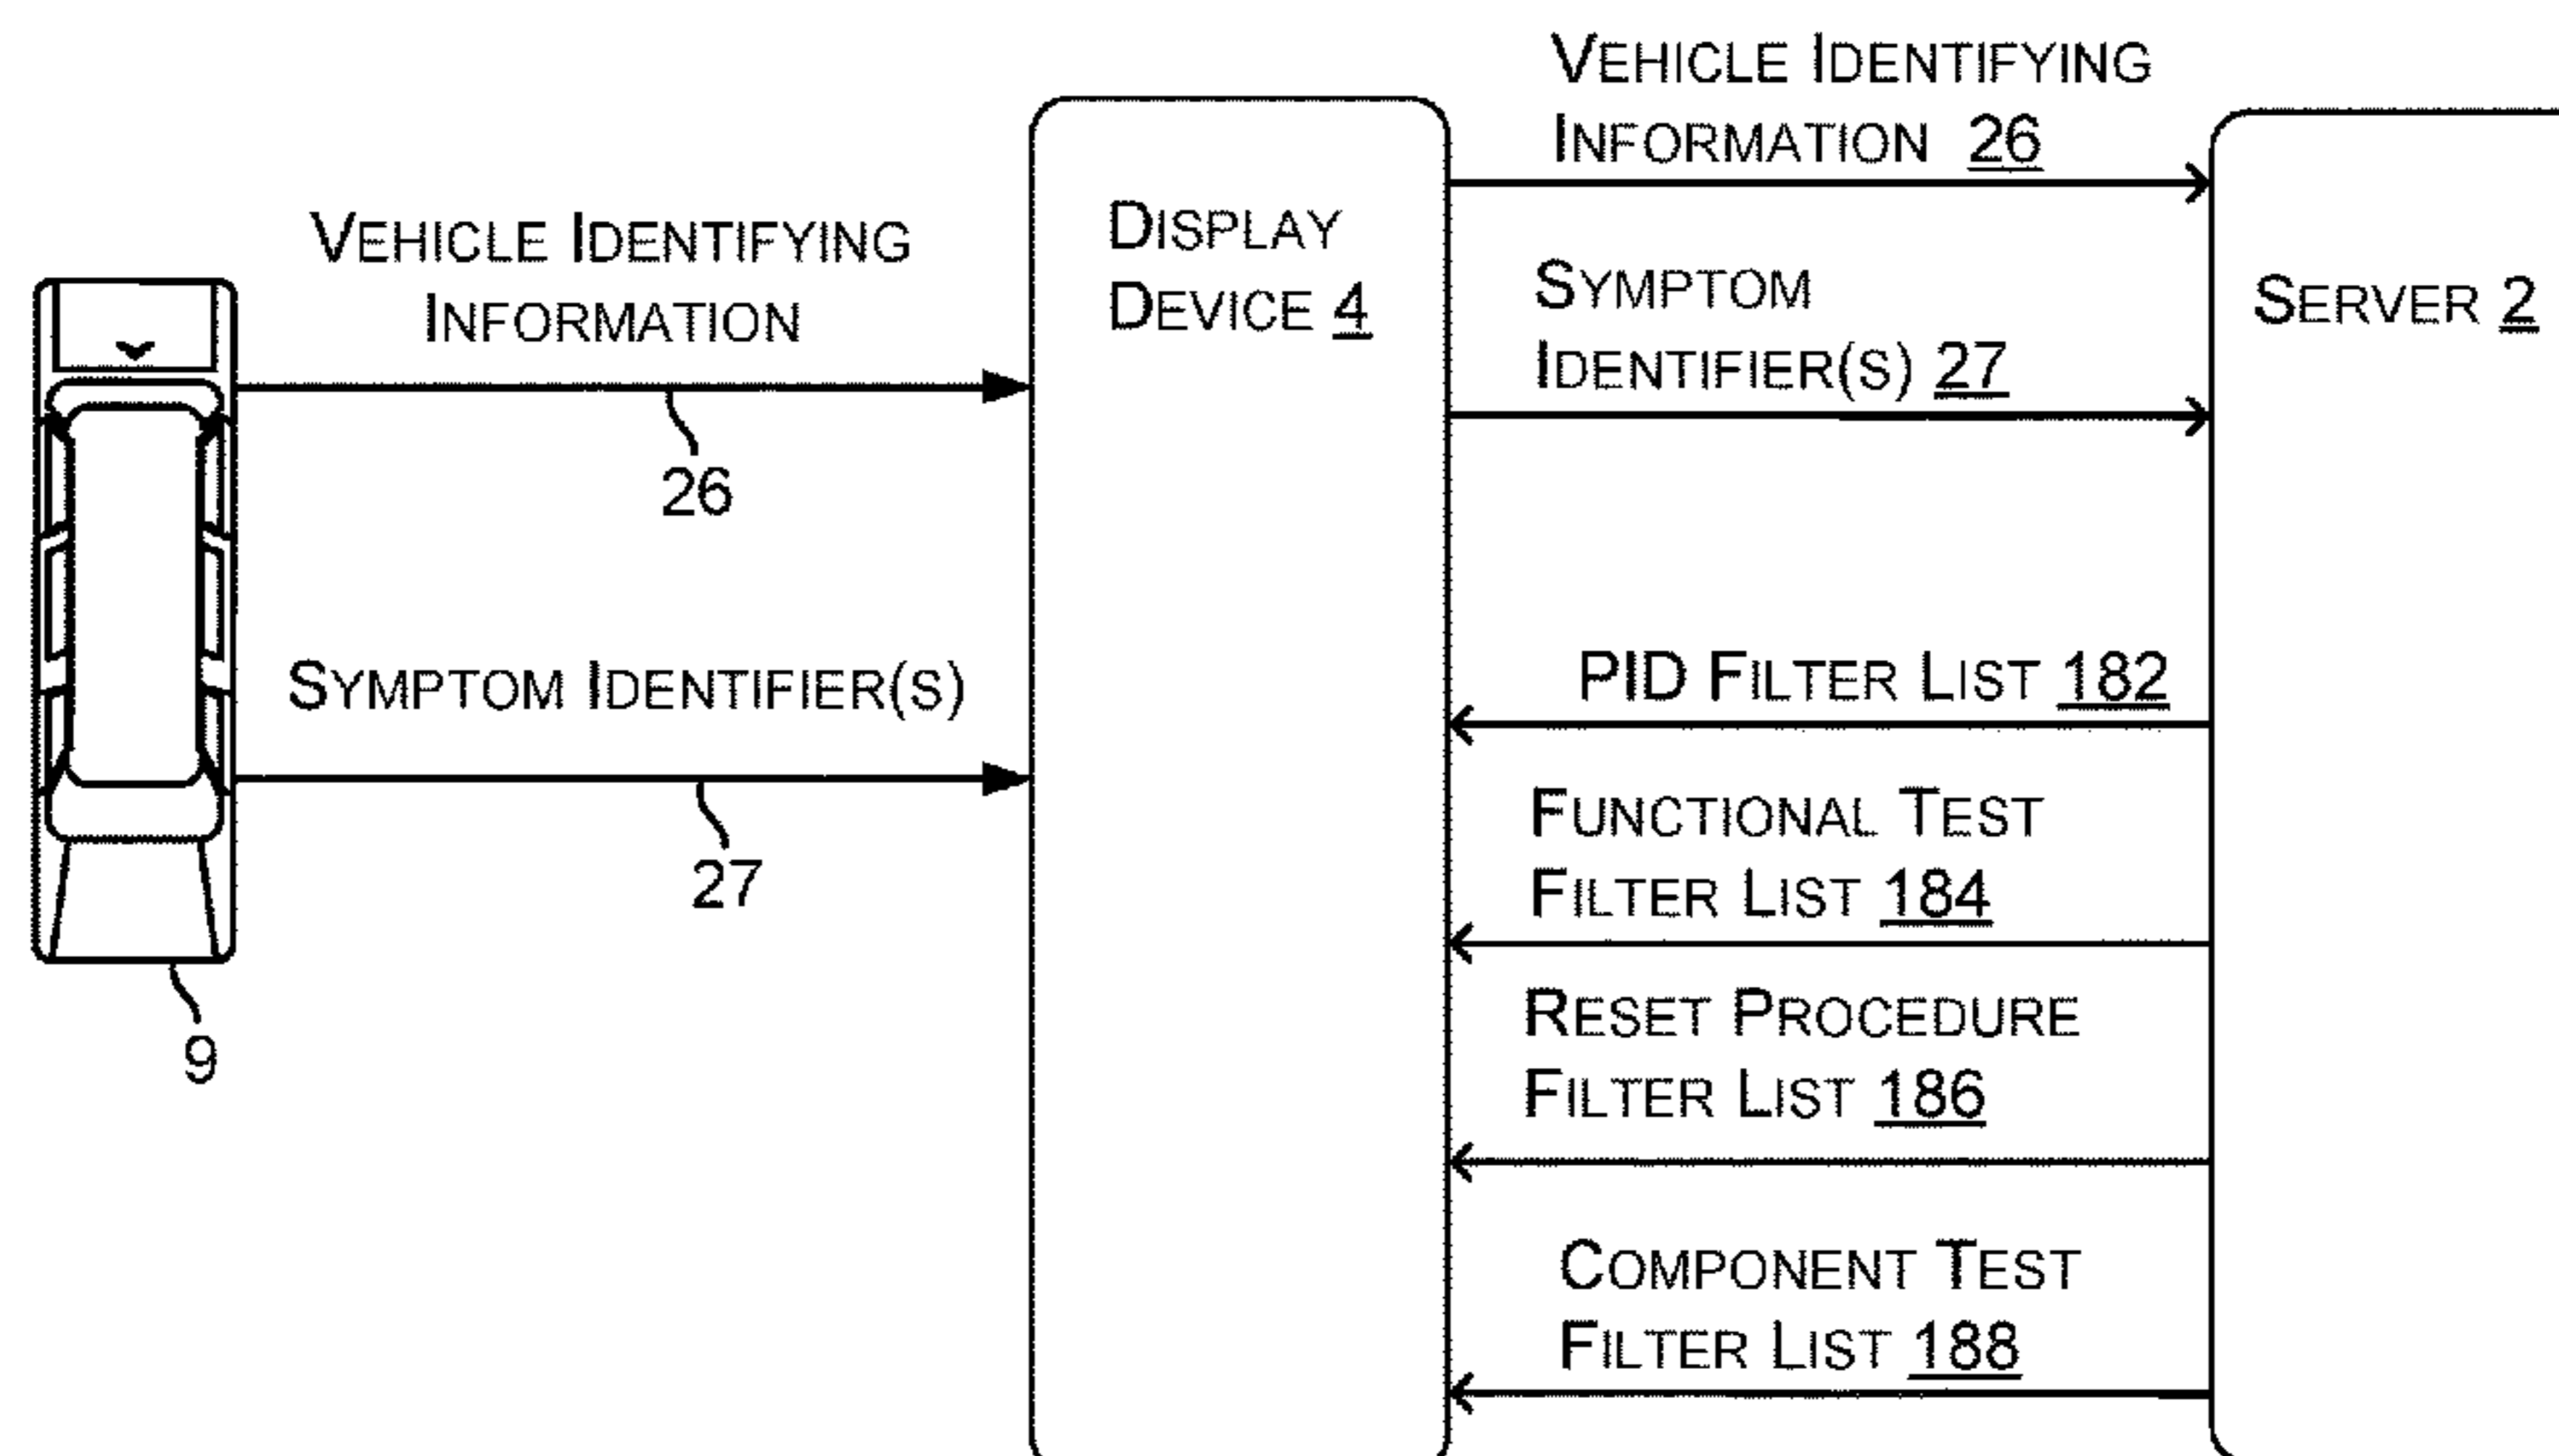 VEHICLE IDENTIFYING
INFORMATION
26
SYMPTOM IDENTIFIER(S)
27
9
DISPLAY
DEVICE 4
VEHICLE IDENTIFYING
INFORMATION 26
SYMPTOM
IDENTIFIER(S) 27
PID FILTER LIST 182
FUNCTIONAL TEST
FILTER LIST 184
RESET PROCEDURE
FILTER LIST 186
COMPONENT TEST
FILTER LIST 188
SERVER 2